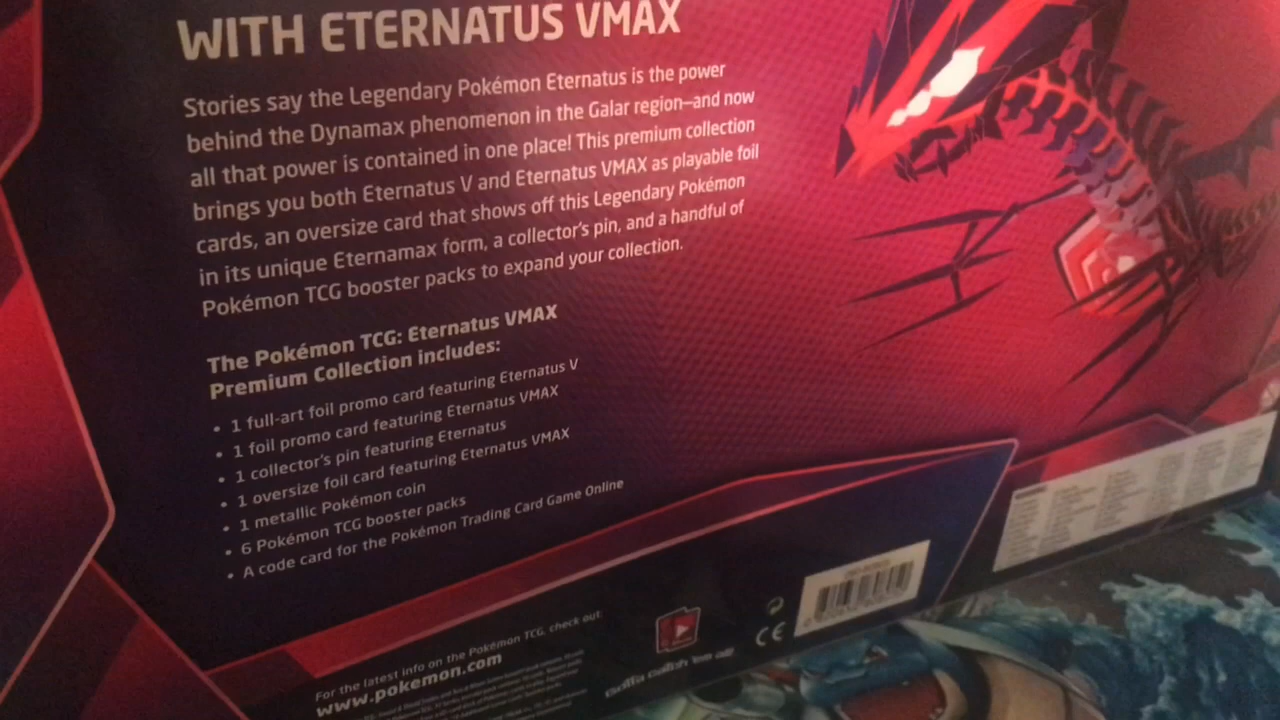 WITH ETERNATUS VMAX
Stories say the Legendary Pokémon Eternatus is the power
behind the Dynamax phenomenon in the Galar region—and now
all that power is contained in one place! This premium collection
brings you both Eternatus V and Eternatus VMAX as playable foil
cards, an oversize card that shows off this Legendary Pokémon
in its unique Eternamax form, a collector's pin, and a handful of
Pokémon TCG booster packs to expand your collection.
The Pokémon TCG: Eternatus VMAX
Premium Collection includes:
• 1 full-art foil promo card featuring Eternatus V
• 1 foil promo card featuring Eternatus VMAX
• 1 collector's pin featuring Eternatus
• 1 oversize foil card featuring Eternatus VMAX
• 1 metallic Pokémon coin
• 6 Pokémon TCG booster packs
• A code card for the Pokémon Trading Card Game Online
For the latest info on the Pokémon TCG, check out:
www.pokemon.com
Gotta catch 'em all!
CE